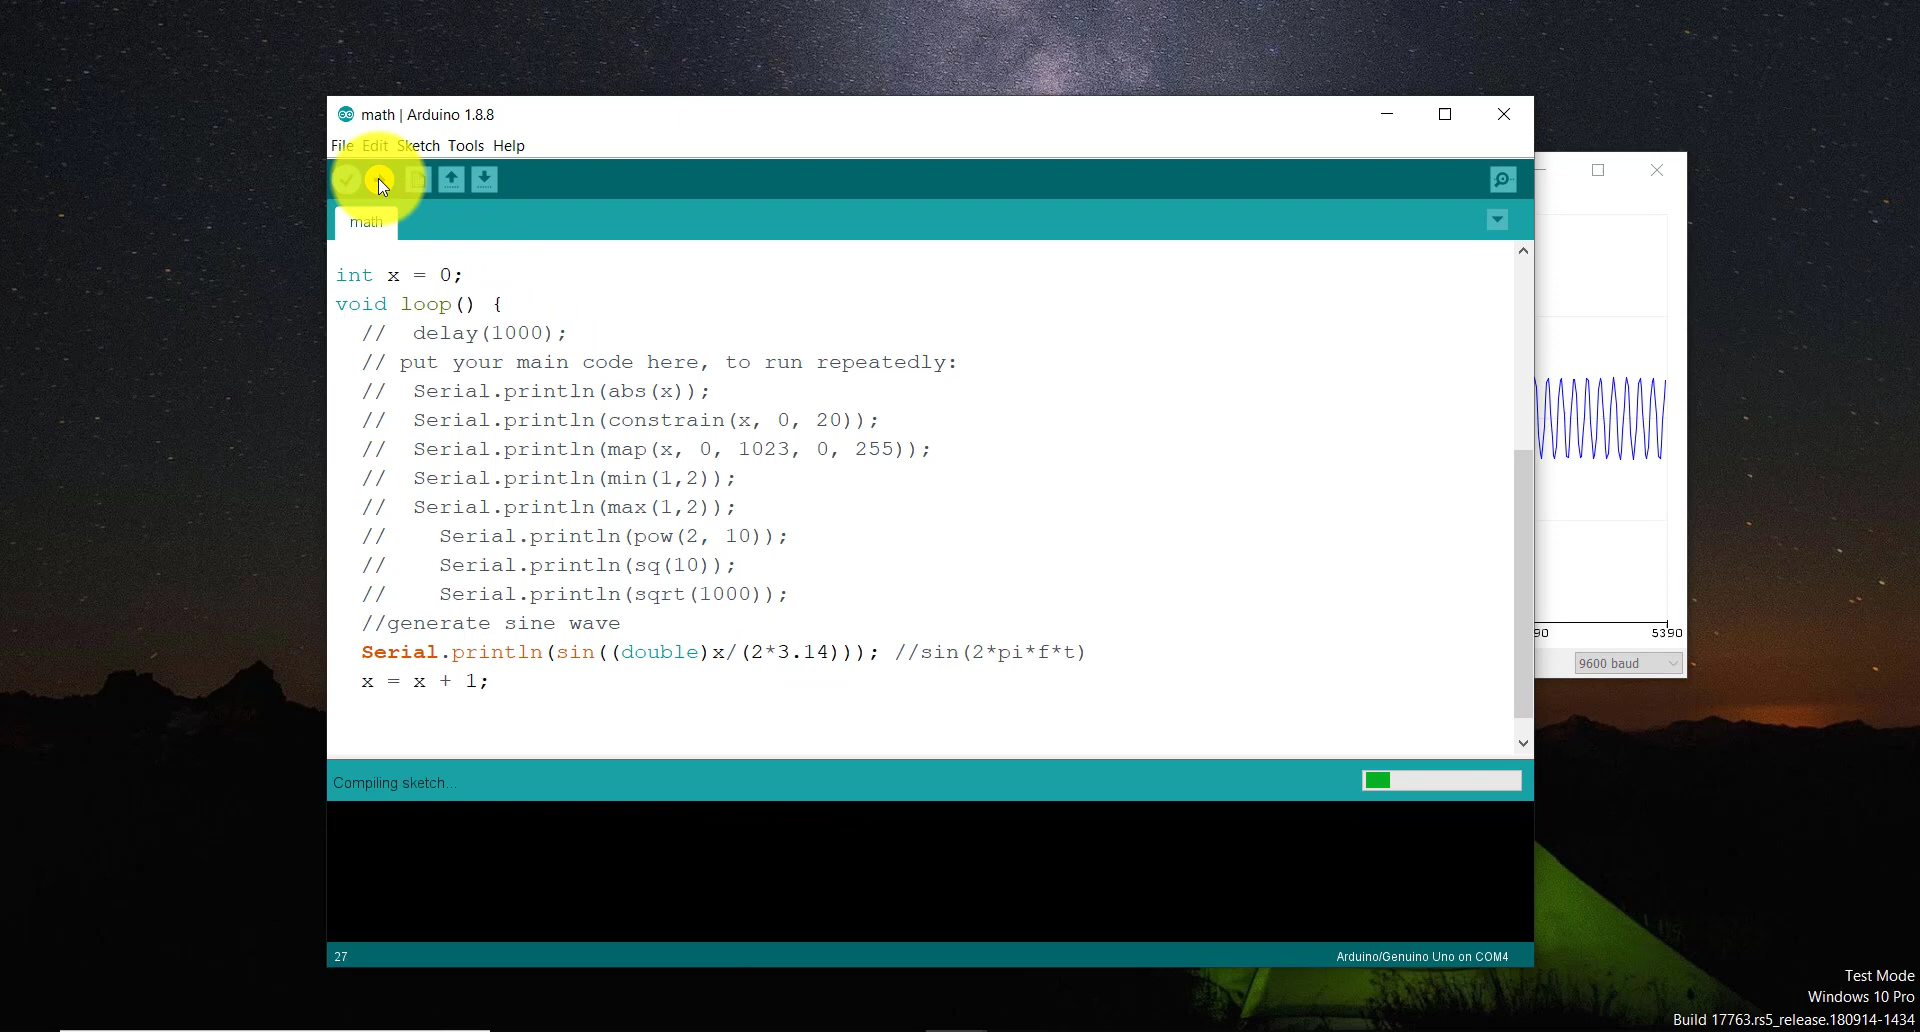 math | Arduino 1.8.8
File Edit Sketch Tools Help
math
int x = 0;
void loop() {
// delay(1000);
// put your main code here, to run repeatedly:
// Serial.println(abs(x));
// Serial.println(constrain(x, 0, 20));
// Serial.println(map(x, 0, 1023, 0, 255));
// Serial.println(min(1,2));
// Serial.println(max(1,2));
// Serial.println(pow(2, 10));
// Serial.println(sq(10));
// Serial.println(sqrt(1000));
//generate sine wave
Serial.println(sin((double)x/(2*3.14))); //sin(2*pi*f*t)
x = x + 1;
90 5390
9600 baud
Compiling sketch...
27 Arduino/Genuino Uno on COM4
Test Mode
Windows 10 Pro
Build 17763.rs5_release.180914-1434